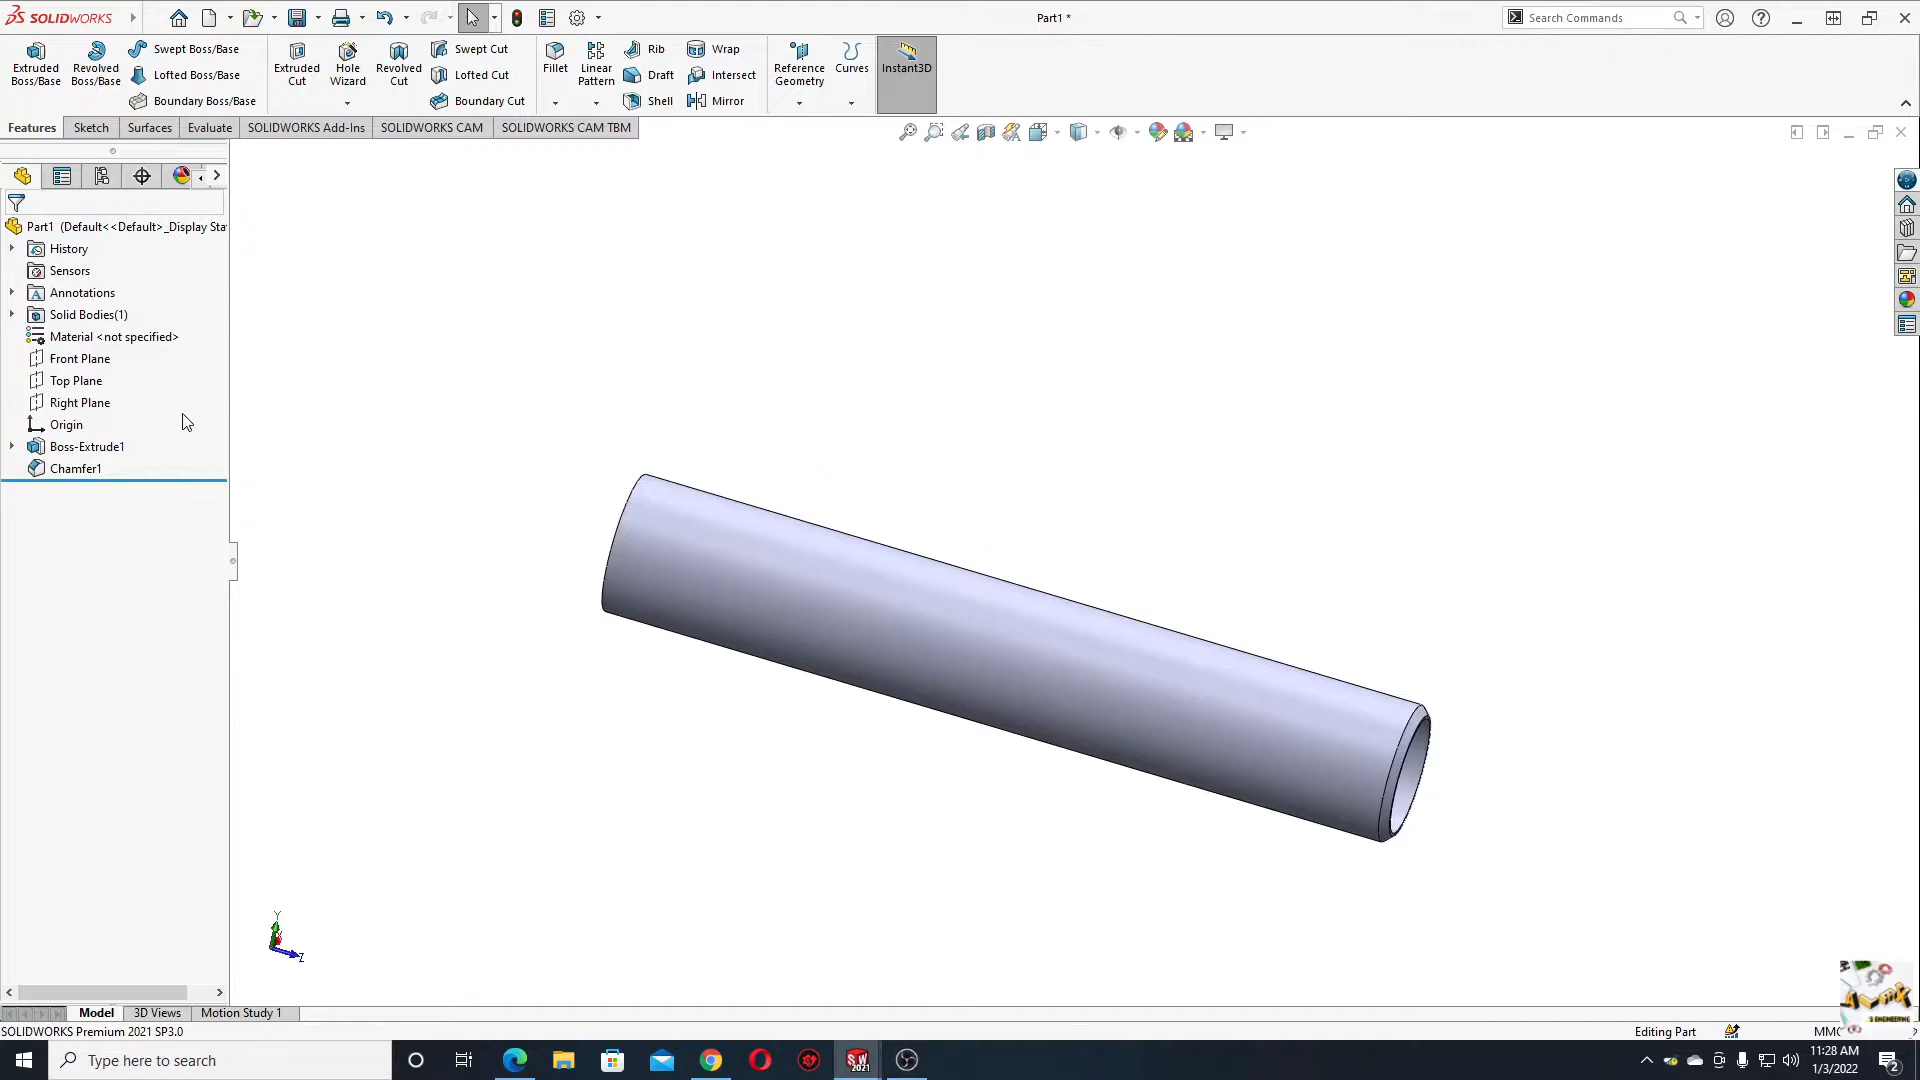 SOLIDWORKS
Part1 *
Search Commands
Extruded Boss/Base
Revolved Boss/Base
Swept Boss/Base
Lofted Boss/Base
Boundary Boss/Base
Extruded Cut
Hole Wizard
Revolved Cut
Swept Cut
Lofted Cut
Boundary Cut
Fillet
Linear Pattern
Rib
Draft
Shell
Wrap
Intersect
Mirror
Reference Geometry
Curves
Instant3D
Features
Sketch
Surfaces
Evaluate
SOLIDWORKS Add-Ins
SOLIDWORKS CAM
SOLIDWORKS CAM TBM
Part1 (Default<<Default>_Display Sta
History
Sensors
Annotations
Solid Bodies(1)
Material <not specified>
Front Plane
Top Plane
Right Plane
Origin
Boss-Extrude1
Chamfer1
Y
Z
Model
3D Views
Motion Study 1
SOLIDWORKS Premium 2021 SP3.0
Editing Part
Type here to search
SW 2021
11:28 AM
1/3/2022
2